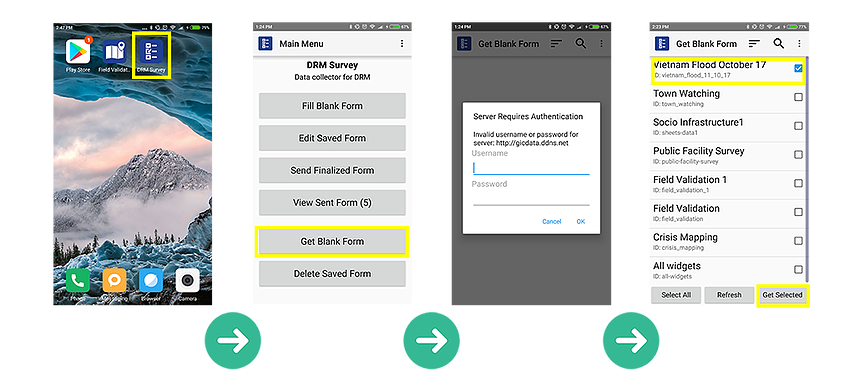 2:47 PM
75%
1
Play Store
Field Validat..
DRM Survey
Phone
Messaging
Browser
Camera
1:24 PM
67%
Main Menu
DRM Survey
Data collector for DRM
Fill Blank Form
Edit Saved Form
Send Finalized Form
View Sent Form (5)
Get Blank Form
Delete Saved Form
1:24 PM
67%
Get Blank Form
Server Requires Authentication
Invalid username or password for
server: http://gicdata.ddns.net
Username
Password
Cancel
OK
2:23 PM
77%
Get Blank Form
Vietnam Flood October 17
ID: vietnam_flood_11_10_17
Town Watching
ID: town_watching
Socio Infrastructure1
ID: sheets-data1
Public Facility Survey
ID: public-facility-survey
Field Validation 1
ID: field_validation_1
Field Validation
ID: field_validation
Crisis Mapping
ID: crisis_mapping
All widgets
ID: all-widgets
Select All
Refresh
Get Selected